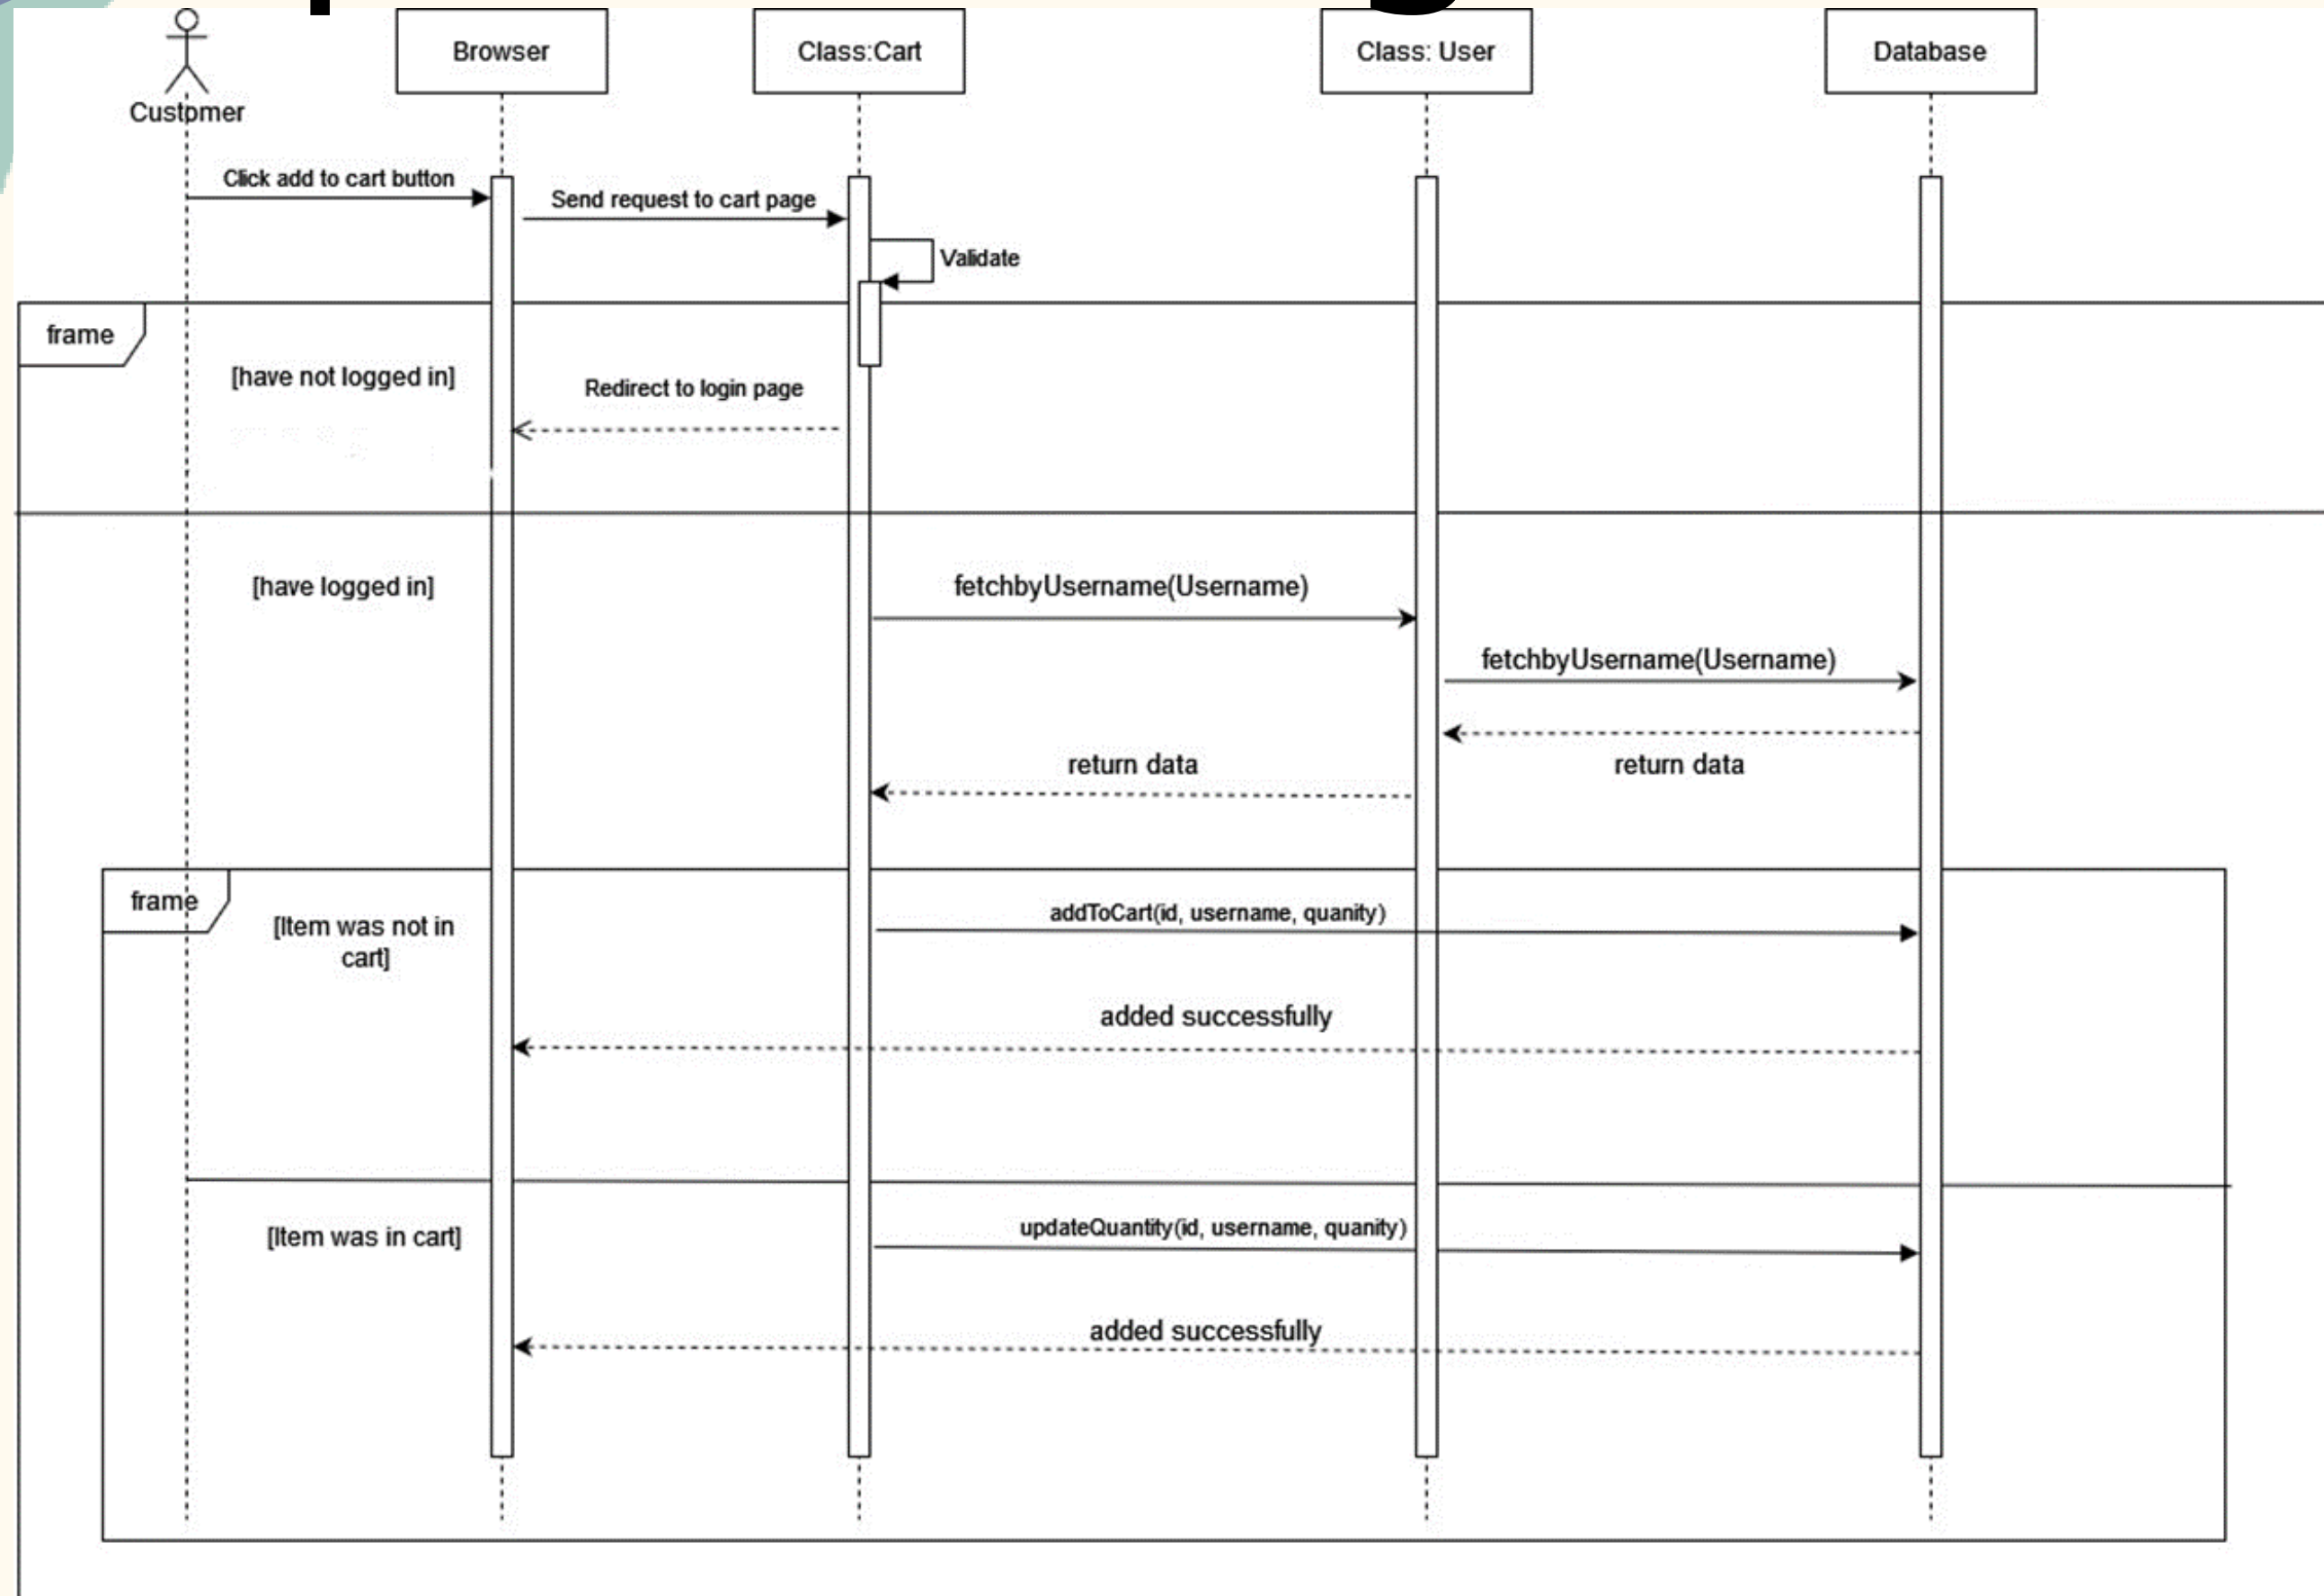 Browser
Class:Cart
Class: User
Database
Customer
Click add to cart button
Send request to cart page
Validate
frame
[have not logged in]
Redirect to login page
[have logged in]
fetchbyUsername(Username)
fetchbyUsername(Username)
return data
return data
frame
[Item was not in
cart]
addToCart(id, username, quanity)
added successfully
[Item was in cart]
updateQuantity(id, username, quanity)
added successfully